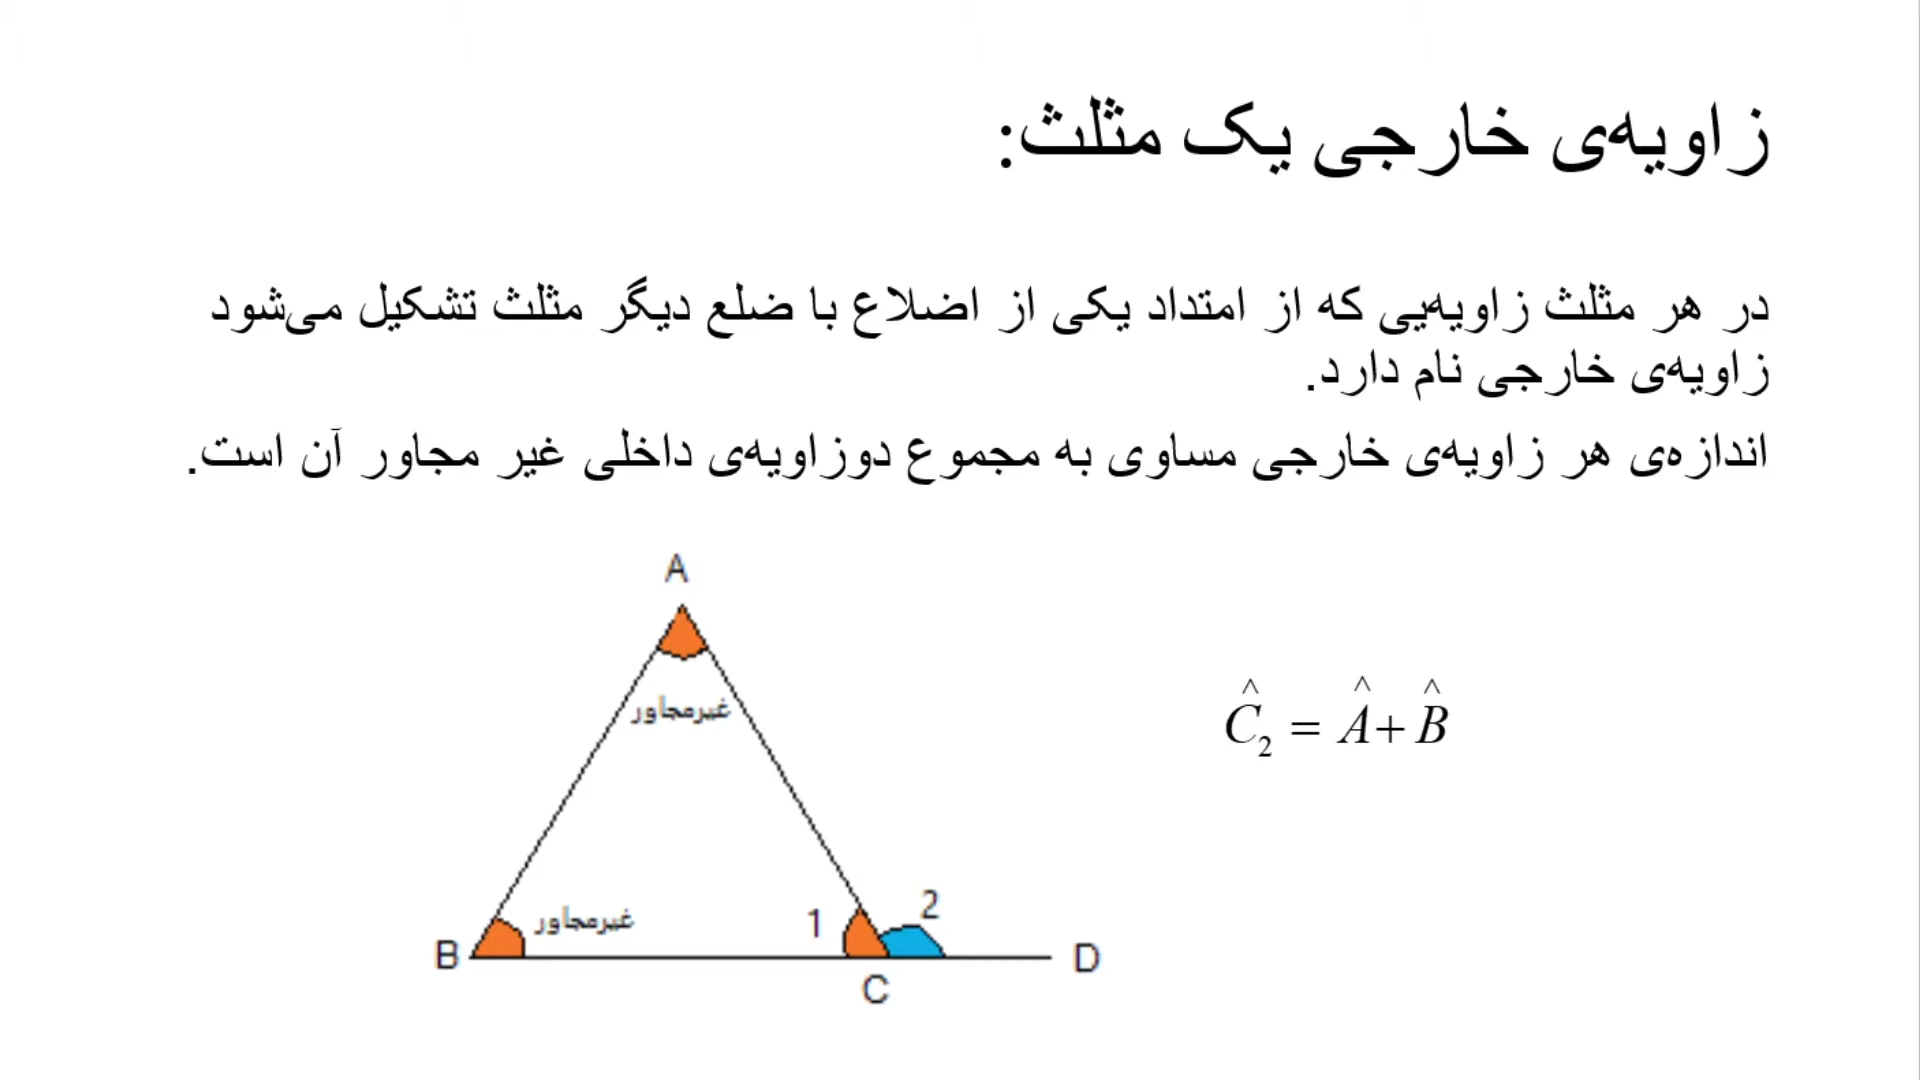 زاویه‌ی خارجی یک مثلث:
در هر مثلث زاویه‌یی که از امتداد یکی از اضلاع با ضلع دیگر مثلث تشکیل می‌شود
زاویه‌ی خارجی نام دارد.
اندازه‌ی هر زاویه‌ی خارجی مساوی به مجموع دوزاویه‌ی داخلی غیر مجاور آن است.
A
غیرمجاور
Ĉ₂ = Â + B̂
غیرمجاور
1
2
B
C
D